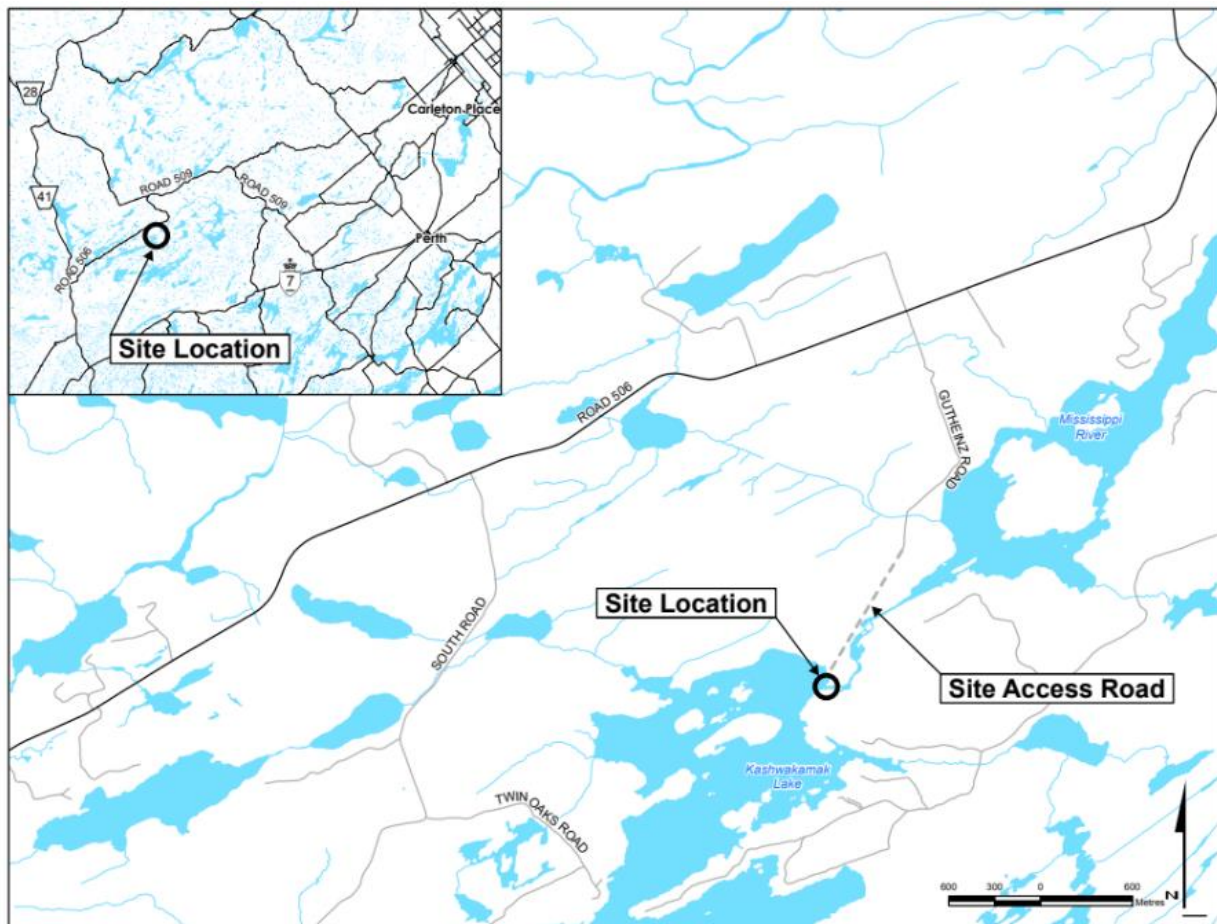 28
Carleton Place
41
ROAD 509
ROAD 509
Perth
ROAD 506
7
Site Location
ROAD 506
GUTHEINZ ROAD
Mississippi
River
SOUTH ROAD
Site Location
Site Access Road
Kashwakamak
Lake
TWIN OAKS ROAD
600 300 0 600
Metres
N